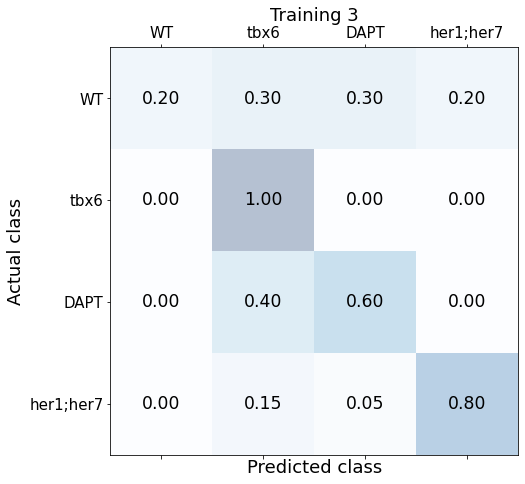 Training 3
WT tbx6 DAPT her1;her7
WT 0.20 0.30 0.30 0.20
tbx6 0.00 1.00 0.00 0.00
DAPT 0.00 0.40 0.60 0.00
her1;her7 0.00 0.15 0.05 0.80
Actual class
Predicted class